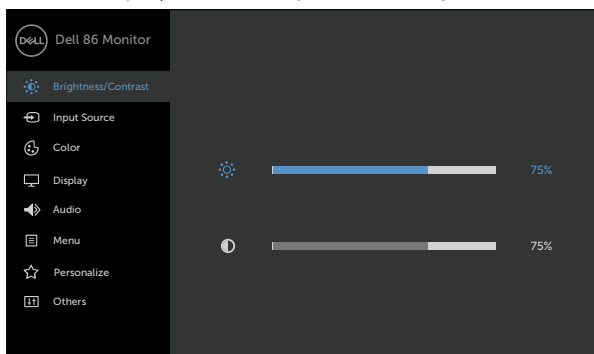 DELL
Dell 86 Monitor
Brightness/Contrast
Input Source
Color
Display
Audio
Menu
Personalize
Others
75%
75%